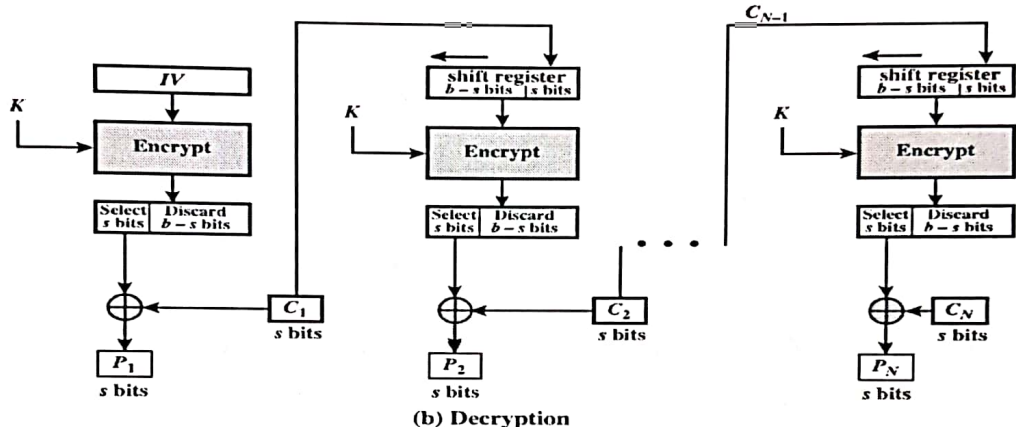 C_{N-1}
IV
shift register
b – s bits s bits
shift register
b – s bits s bits
K
K
K
Encrypt
Encrypt
Encrypt
Select Discard
s bits b – s bits
Select Discard
s bits b – s bits
Select Discard
s bits b – s bits
C_1
s bits
C_2
s bits
C_N
s bits
P_1
s bits
P_2
s bits
P_N
s bits
(b) Decryption